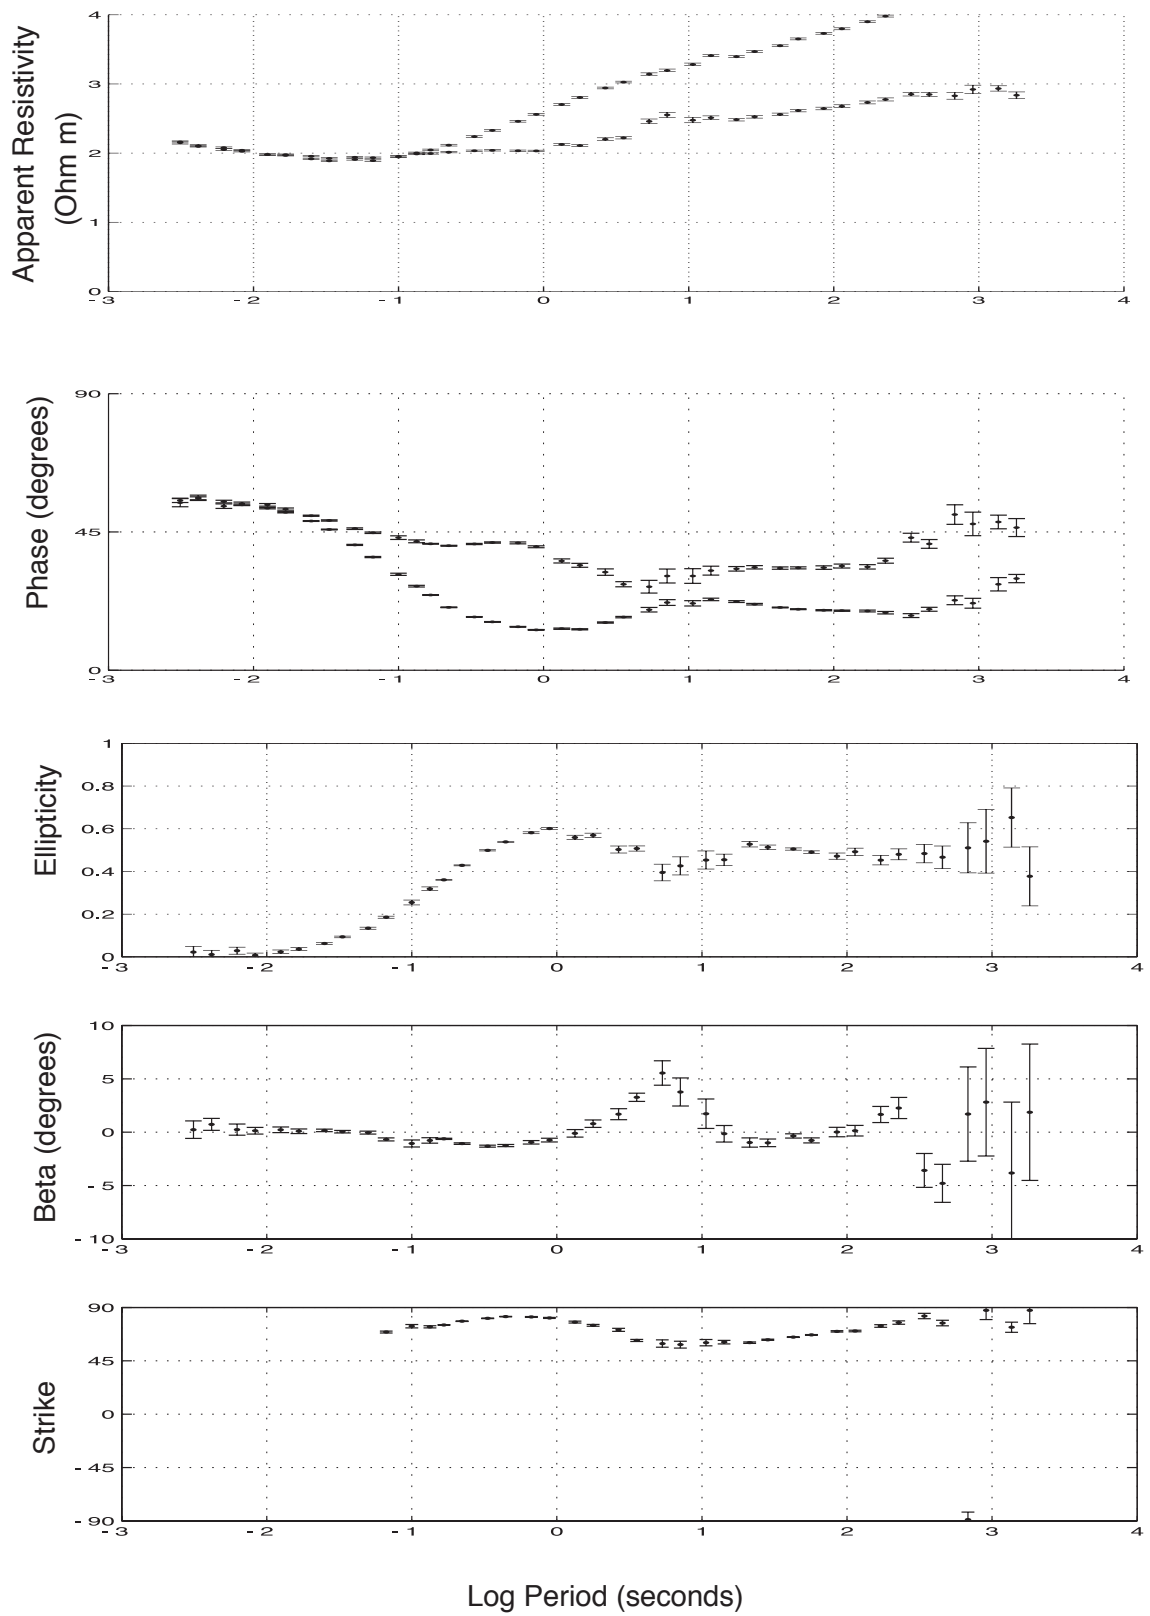 Apparent Resistivity
(Ohm m)
4
3
2
1
0
-3 -2 -1 0 1 2 3 4
Phase (degrees)
90
45
0
-3 -2 -1 0 1 2 3 4
Ellipticity
1
0.8
0.6
0.4
0.2
0
-3 -2 -1 0 1 2 3 4
Beta (degrees)
10
5
0
-5
-10
-3 -2 -1 0 1 2 3 4
Strike
90
45
0
-45
-90
-3 -2 -1 0 1 2 3 4
Log Period (seconds)